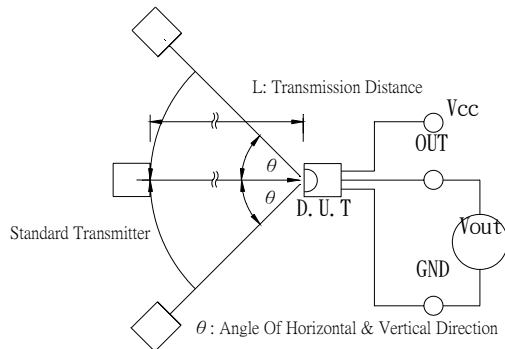 L: Transmission Distance
Vcc
OUT
θ
θ
D. U. T
Standard Transmitter
Vout
GND
θ : Angle Of Horizontal & Vertical Direction